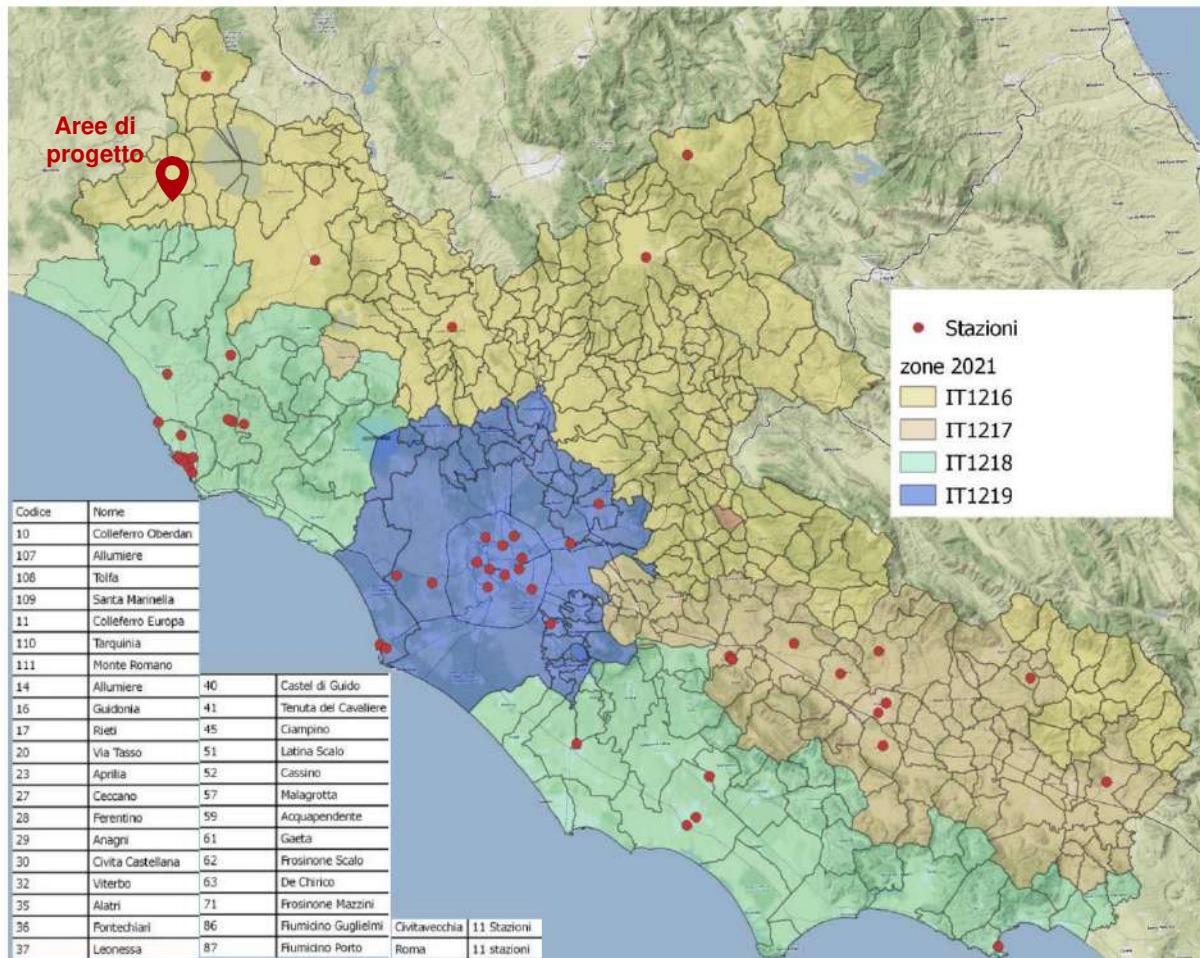 Aree di
progetto
Stazioni
zone 2021
IT1216
IT1217
IT1218
IT1219
Codice Nome
10 Colleferro Oberdan
107 Allumiere
108 Tolfa
109 Santa Marinella
11 Colleferro Europa
110 Tarquinia
111 Monte Romano
14 Allumiere 40 Castel di Guido
16 Guidonia 41 Tenuta del Cavaliere
17 Rieti 45 Ciampino
20 Via Tasso 51 Latina Scalo
23 Aprilia 52 Cassino
27 Ceccano 57 Malagrotta
28 Ferentino 59 Acquapendente
29 Anagni 61 Gaeta
30 Civita Castellana 62 Frosinone Scalo
32 Viterbo 63 De Chirico
35 Alatri 71 Frosinone Mazzini
36 Fontechiari 86 Fiumicino Guglielmi Civitavecchia 11 Stazioni
37 Leonessa 87 Fiumicino Porto Roma 11 stazioni